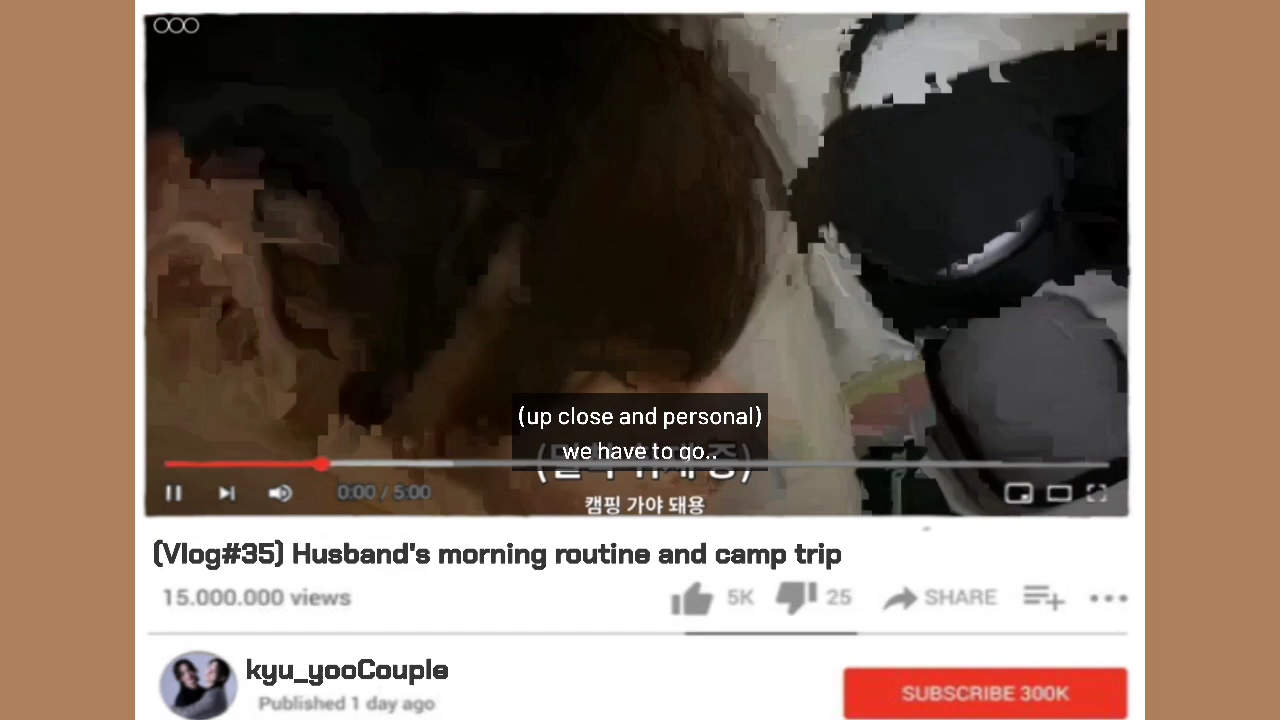 (up close and personal)
we have to go..
캠핑 가야 돼용
0:00 / 5:00
(Vlog#35) Husband's morning routine and camp trip
15.000.000 views
5K
25
SHARE
kyu_yooCouple
Published 1 day ago
SUBSCRIBE 300K